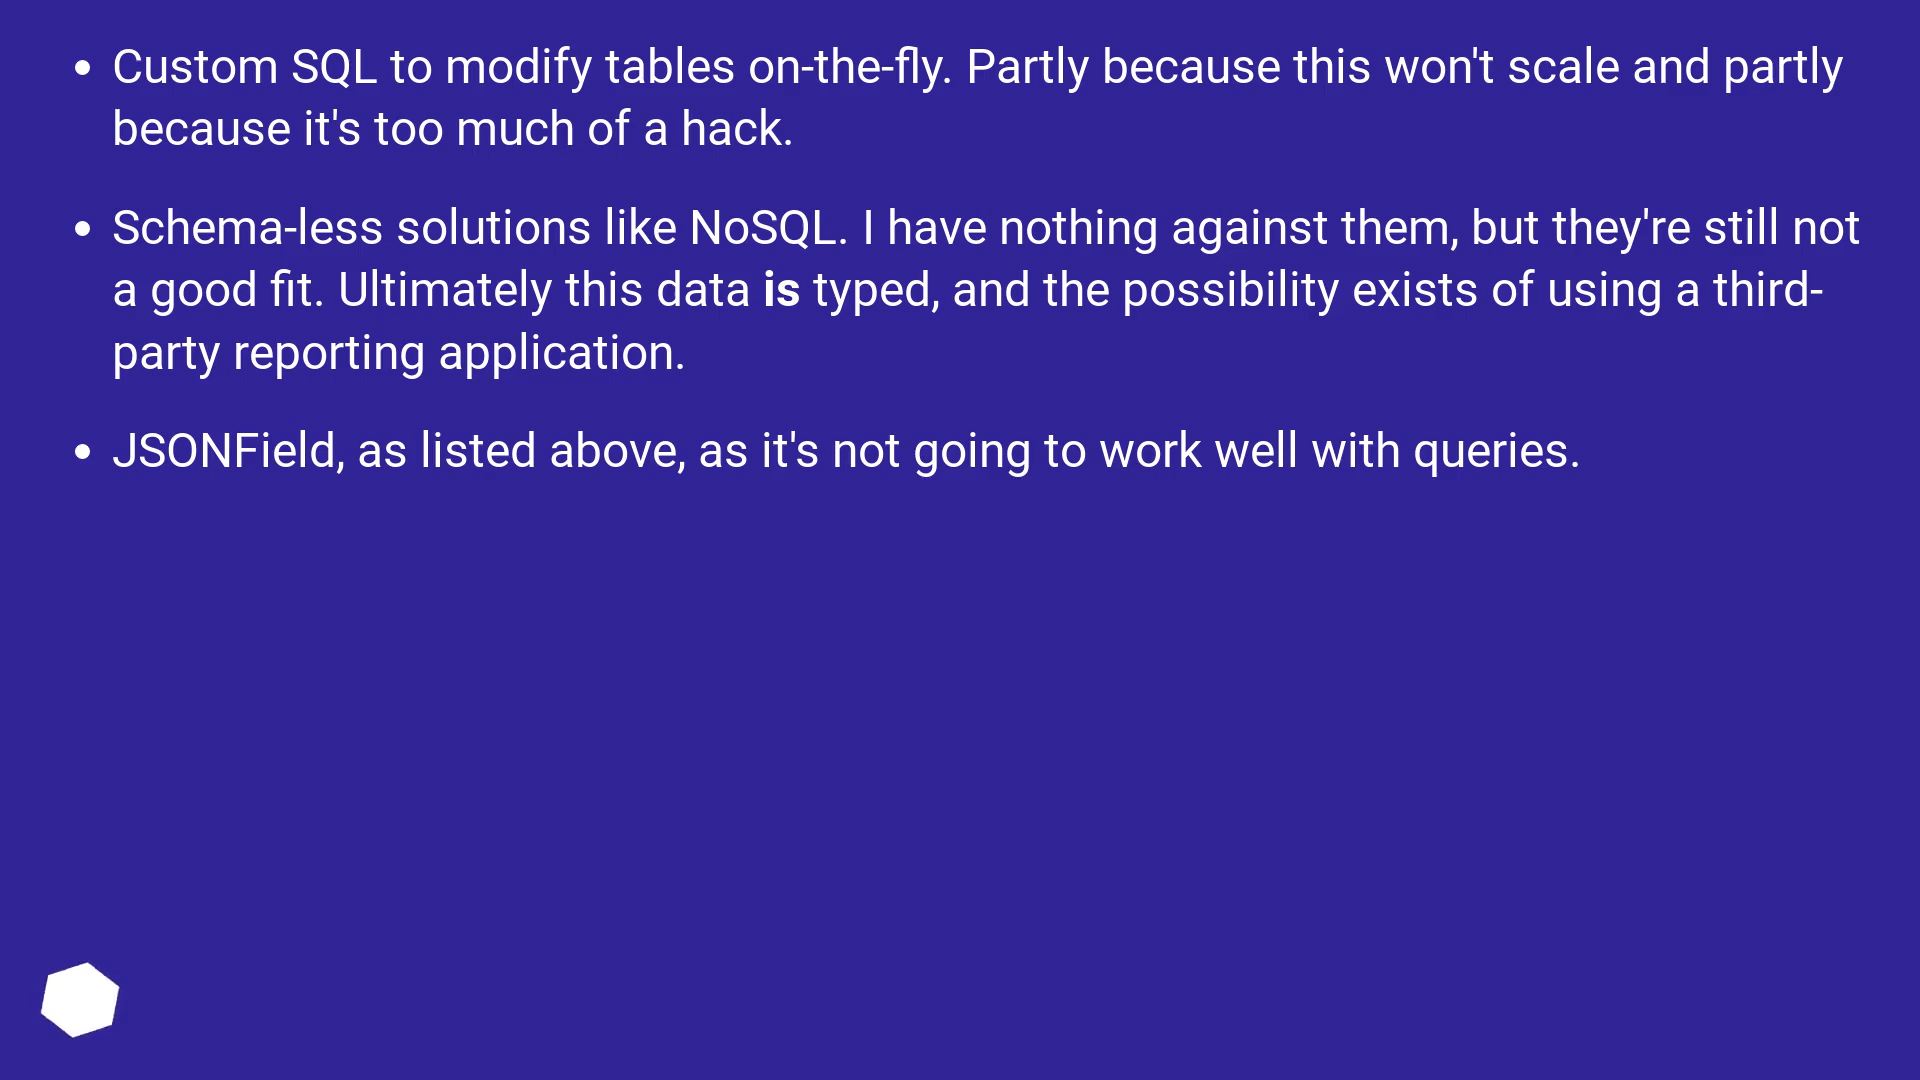 Custom SQL to modify tables on-the-fly. Partly because this won't scale and partly
because it's too much of a hack.
Schema-less solutions like NoSQL. I have nothing against them, but they're still not
a good fit. Ultimately this data is typed, and the possibility exists of using a third-
party reporting application.
JSONField, as listed above, as it's not going to work well with queries.